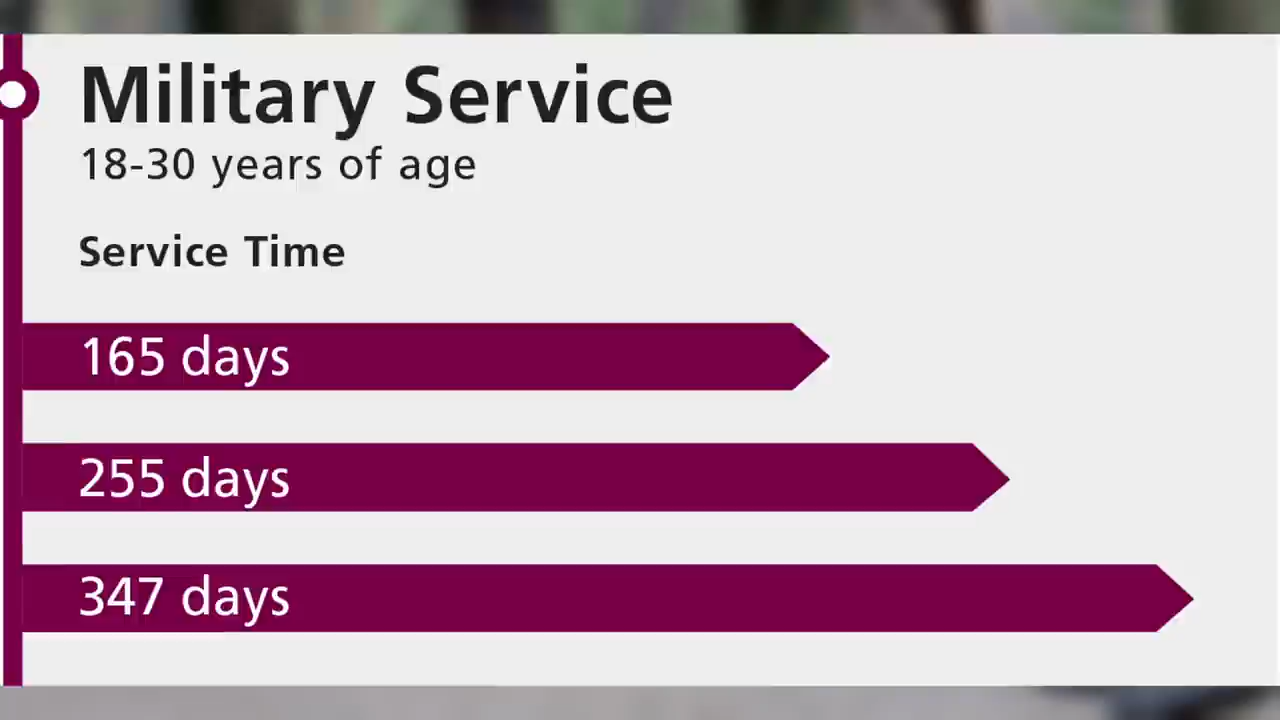 Military Service
18-30 years of age
Service Time
165 days
255 days
347 days